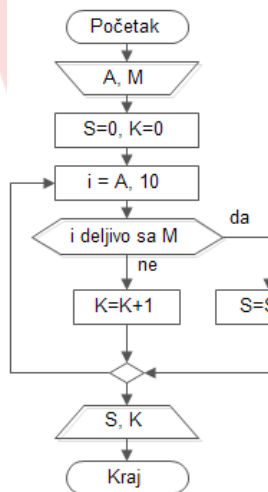 Početak
A, M
S=0, K=0
i = A, 10
i deljivo sa M
da
ne
K=K+1
S=
S, K
Kraj